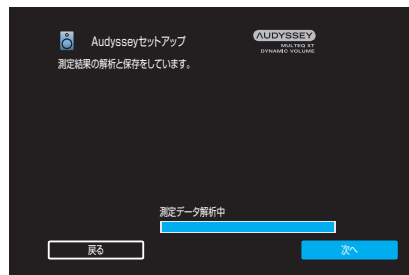 Audysseyセットアップ
AUDYSSEY
MULTEQ XT
DYNAMIC VOLUME
測定結果の解析と保存をしています。
測定データ解析中
戻る
次へ